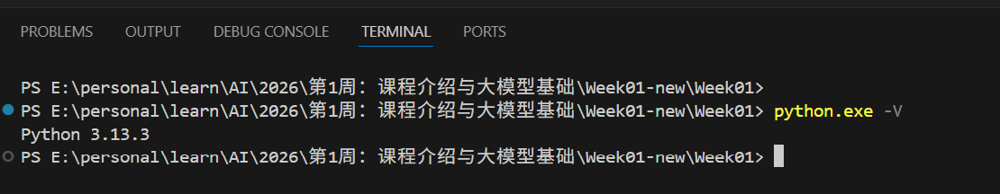 PROBLEMS OUTPUT DEBUG CONSOLE TERMINAL PORTS
PS E:\personal\learn\AI\2026\第1周：课程介绍与大模型基础\Week01-new\Week01>
PS E:\personal\learn\AI\2026\第1周：课程介绍与大模型基础\Week01-new\Week01> python.exe -V
Python 3.13.3
PS E:\personal\learn\AI\2026\第1周：课程介绍与大模型基础\Week01-new\Week01>